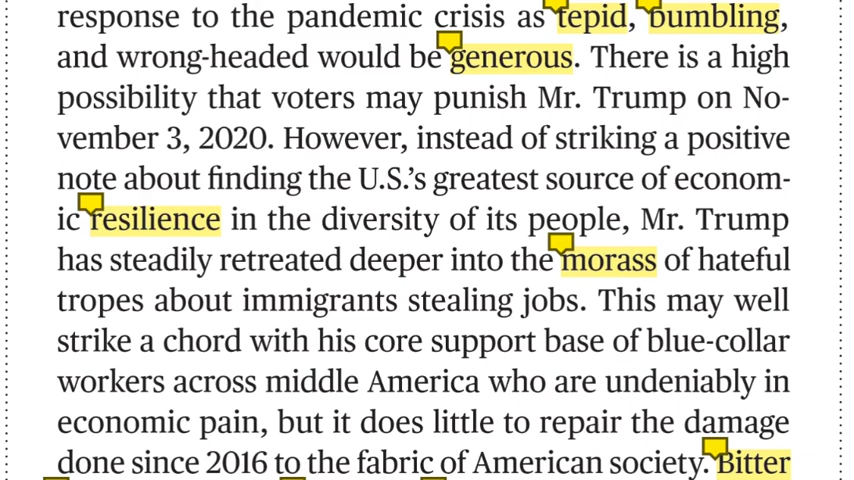 response to the pandemic crisis as tepid, bumbling,
and wrong-headed would be generous. There is a high
possibility that voters may punish Mr. Trump on No-
vember 3, 2020. However, instead of striking a positive
note about finding the U.S.'s greatest source of econom-
ic resilience in the diversity of its people, Mr. Trump
has steadily retreated deeper into the morass of hateful
tropes about immigrants stealing jobs. This may well
strike a chord with his core support base of blue-collar
workers across middle America who are undeniably in
economic pain, but it does little to repair the damage
done since 2016 to the fabric of American society. Bitter